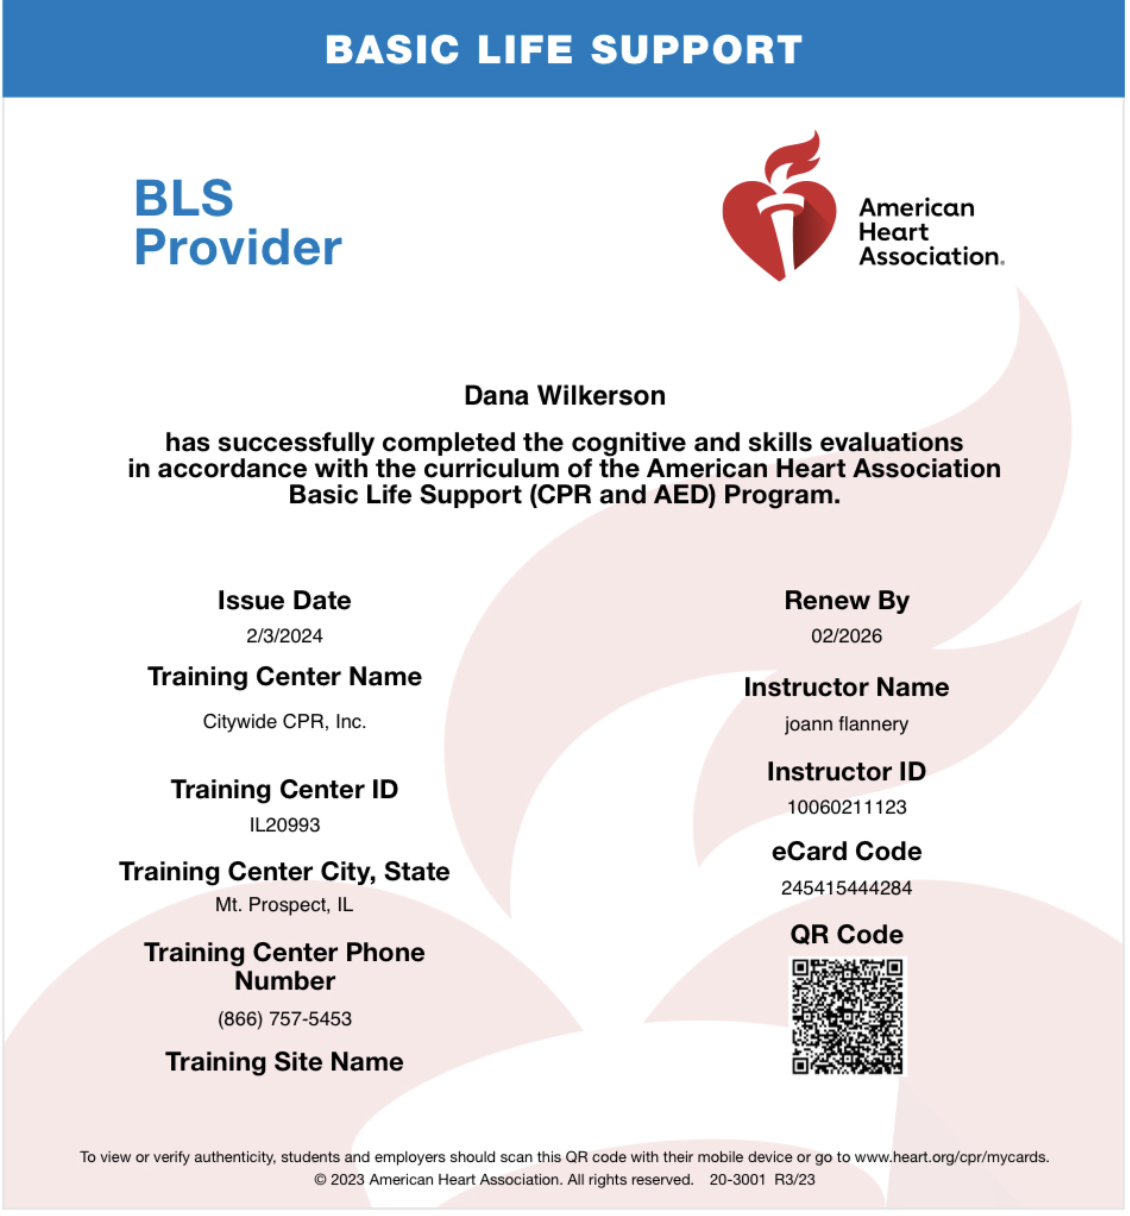 BASIC LIFE SUPPORT
BLS
Provider
American
Heart
Association.
Dana Wilkerson
has successfully completed the cognitive and skills evaluations
in accordance with the curriculum of the American Heart Association
Basic Life Support (CPR and AED) Program.
Issue Date
2/3/2024
Training Center Name
Citywide CPR, Inc.
Training Center ID
IL20993
Training Center City, State
Mt. Prospect, IL
Training Center Phone
Number
(866) 757-5453
Training Site Name
Renew By
02/2026
Instructor Name
joann flannery
Instructor ID
10060211123
eCard Code
245415444284
QR Code
To view or verify authenticity, students and employers should scan this QR code with their mobile device or go to www.heart.org/cpr/mycards.
© 2023 American Heart Association. All rights reserved. 20-3001 R3/23